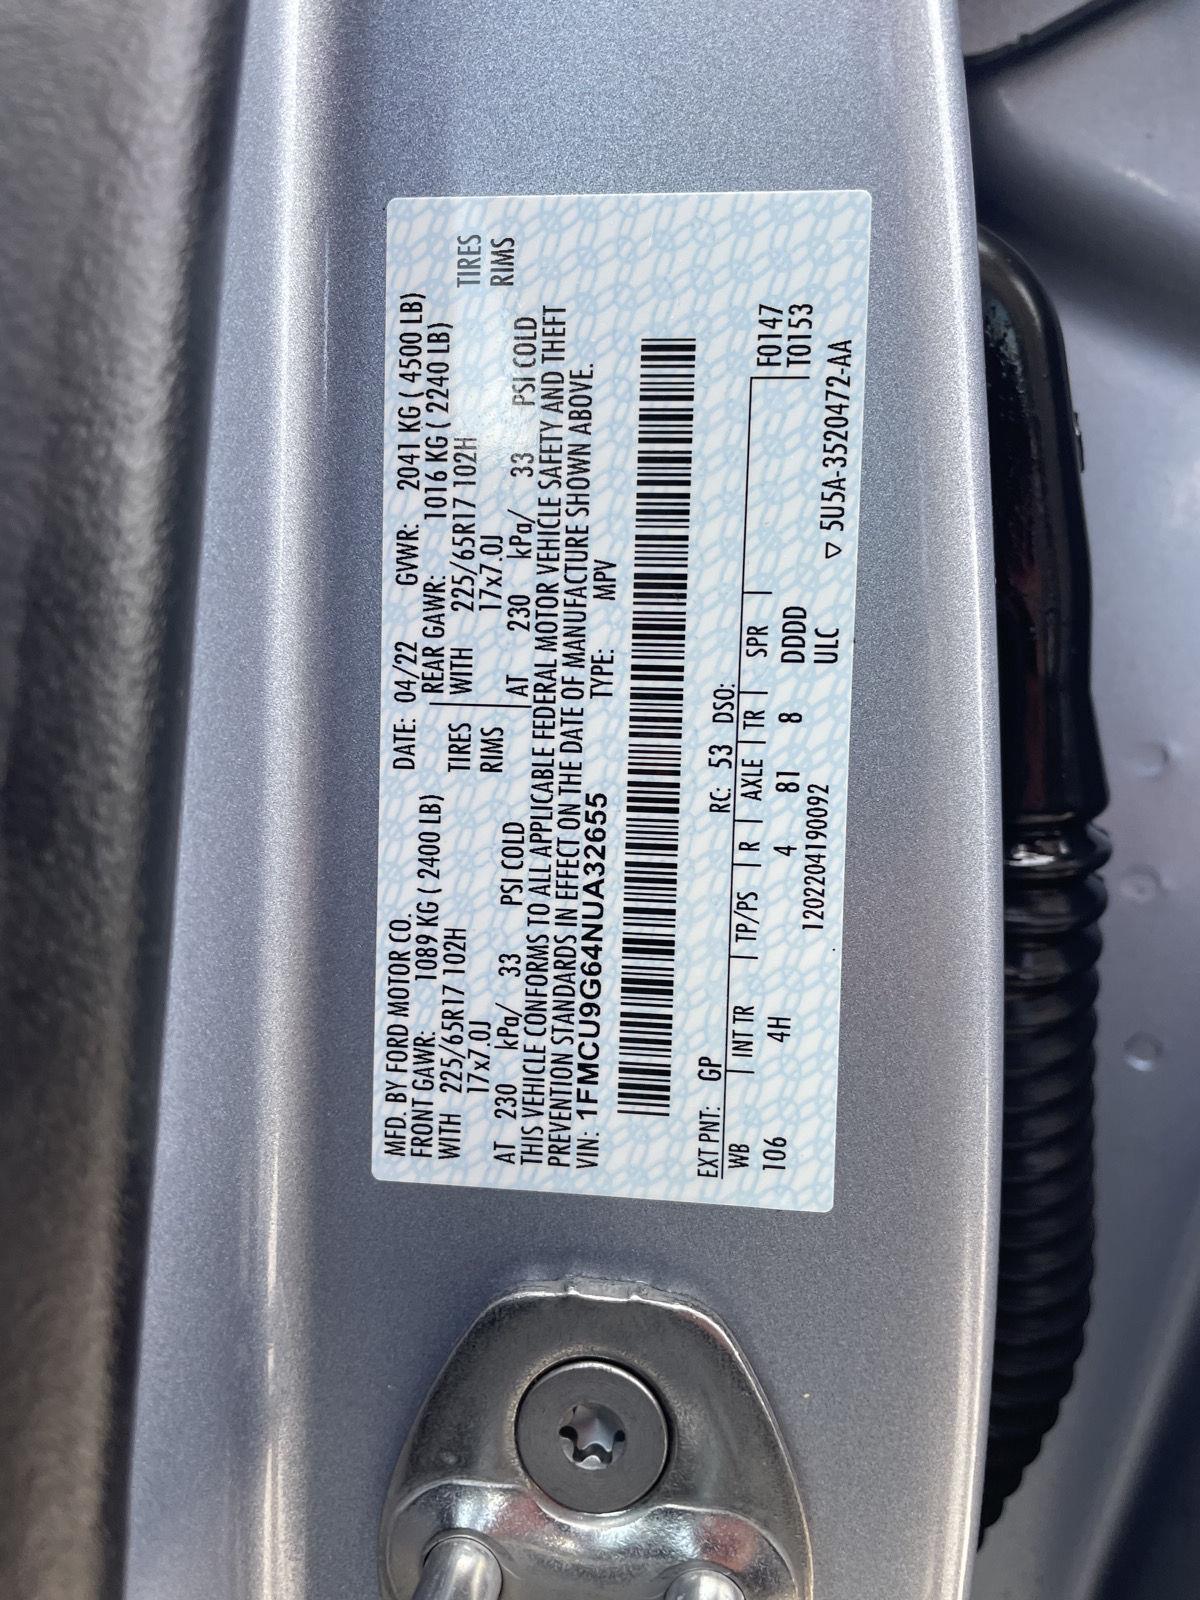 MFD. BY FORD MOTOR CO. DATE: 04/22 GVWR: 2041 KG ( 4500 LB)
FRONT GAWR: 1089 KG ( 2400 LB) REAR GAWR: 1016 KG ( 2240 LB)
WITH 225/65R17 102H TIRES WITH 225/65R17 102H TIRES
17x7.0J RIMS 17x7.0J RIMS
AT 230 kPa/ 33 PSI COLD AT 230 kPa/ 33 PSI COLD
THIS VEHICLE CONFORMS TO ALL APPLICABLE FEDERAL MOTOR VEHICLE SAFETY AND THEFT
PREVENTION STANDARDS IN EFFECT ON THE DATE OF MANUFACTURE SHOWN ABOVE.
VIN: 1FMCU9G64NUA32655 TYPE: MPV
EXT PNT: GP RC: 53 DSO:
WB | INT TR | TP/PS | R | AXLE | TR | SPR | F0147
106 4H 4 81 8 DDDD T0153
1202204190092 ULC
▽ 5U5A-3520472-AA